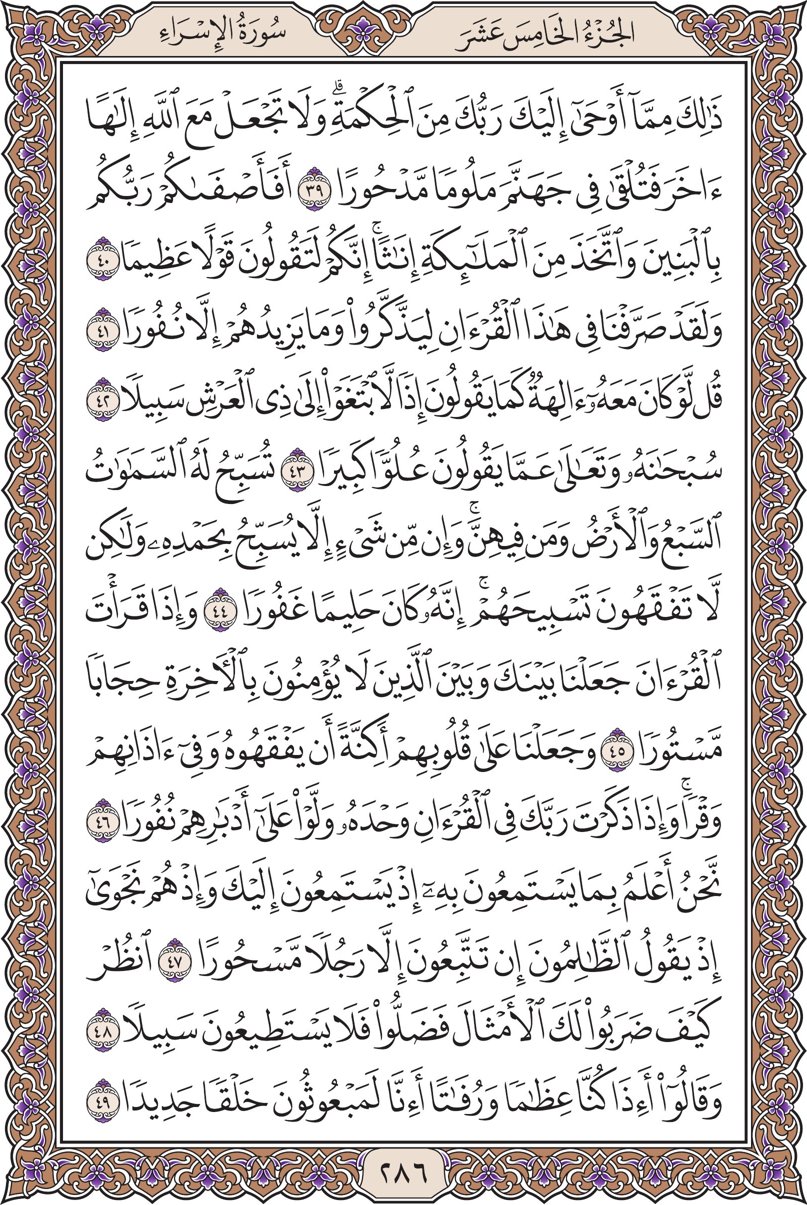 الجُزْءُ الخَامِسَ عَشَرَ
سُورَةُ الإِسْرَاءِ
ذَٰلِكَ مِمَّآ أَوْحَىٰٓ إِلَيْكَ رَبُّكَ مِنَ ٱلْحِكْمَةِۗ وَلَا تَجْعَلْ مَعَ ٱللَّهِ إِلَٰهًا
ءَاخَرَ فَتُلْقَىٰ فِى جَهَنَّمَ مَلُومًا مَّدْحُورًا ٣٩ أَفَأَصْفَىٰكُمْ رَبُّكُم
بِٱلْبَنِينَ وَٱتَّخَذَ مِنَ ٱلْمَلَٰٓئِكَةِ إِنَٰثًاۚ إِنَّكُمْ لَتَقُولُونَ قَوْلًا عَظِيمًا ٤٠
وَلَقَدْ صَرَّفْنَا فِى هَٰذَا ٱلْقُرْءَانِ لِيَذَّكَّرُوا۟ وَمَا يَزِيدُهُمْ إِلَّا نُفُورًا ٤١
قُل لَّوْ كَانَ مَعَهُۥٓ ءَالِهَةٌ كَمَا يَقُولُونَ إِذًا لَّٱبْتَغَوْا۟ إِلَىٰ ذِى ٱلْعَرْشِ سَبِيلًا ٤٢
سُبْحَٰنَهُۥ وَتَعَٰلَىٰ عَمَّا يَقُولُونَ عُلُوًّا كَبِيرًا ٤٣ تُسَبِّحُ لَهُ ٱلسَّمَٰوَٰتُ
ٱلسَّبْعُ وَٱلْأَرْضُ وَمَن فِيهِنَّۚ وَإِن مِّن شَىْءٍ إِلَّا يُسَبِّحُ بِحَمْدِهِۦ وَلَٰكِن
لَّا تَفْقَهُونَ تَسْبِيحَهُمْۚ إِنَّهُۥ كَانَ حَلِيمًا غَفُورًا ٤٤ وَإِذَا قَرَأْتَ
ٱلْقُرْءَانَ جَعَلْنَا بَيْنَكَ وَبَيْنَ ٱلَّذِينَ لَا يُؤْمِنُونَ بِٱلْءَاخِرَةِ حِجَابًا
مَّسْتُورًا ٤٥ وَجَعَلْنَا عَلَىٰ قُلُوبِهِمْ أَكِنَّةً أَن يَفْقَهُوهُ وَفِىٓ ءَاذَانِهِمْ
وَقْرًاۚ وَإِذَا ذَكَرْتَ رَبَّكَ فِى ٱلْقُرْءَانِ وَحْدَهُۥ وَلَّوْا۟ عَلَىٰٓ أَدْبَٰرِهِمْ نُفُورًا ٤٦
نَّحْنُ أَعْلَمُ بِمَا يَسْتَمِعُونَ بِهِۦٓ إِذْ يَسْتَمِعُونَ إِلَيْكَ وَإِذْ هُمْ نَجْوَىٰٓ
إِذْ يَقُولُ ٱلظَّٰلِمُونَ إِن تَتَّبِعُونَ إِلَّا رَجُلًا مَّسْحُورًا ٤٧ ٱنظُرْ
كَيْفَ ضَرَبُوا۟ لَكَ ٱلْأَمْثَالَ فَضَلُّوا۟ فَلَا يَسْتَطِيعُونَ سَبِيلًا ٤٨
وَقَالُوٓا۟ أَءِذَا كُنَّا عِظَٰمًا وَرُفَٰتًا أَءِنَّا لَمَبْعُوثُونَ خَلْقًا جَدِيدًا ٤٩
٢٨٦